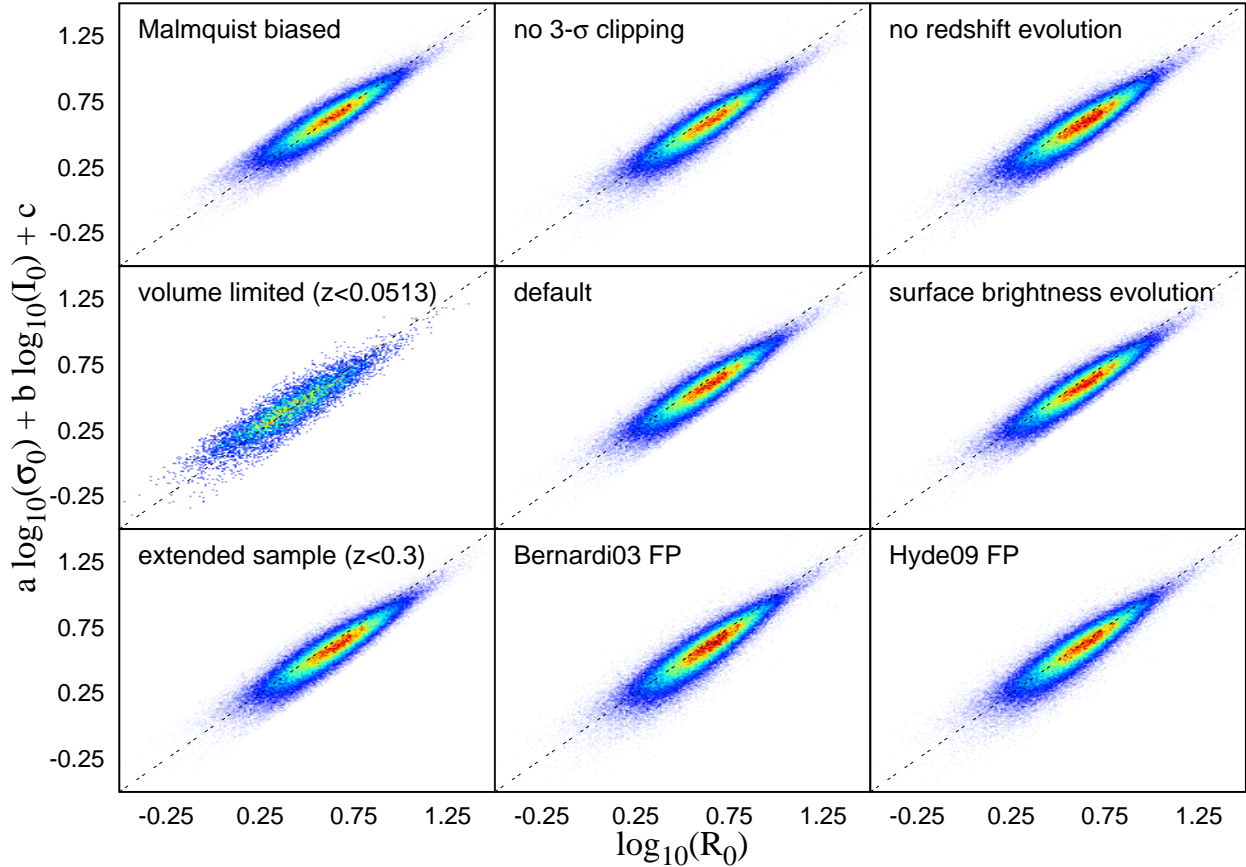 Malmquist biased
no 3-σ clipping
no redshift evolution
1.25
0.75
0.25
-0.25
volume limited (z<0.0513)
default
surface brightness evolution
1.25
0.75
0.25
-0.25
extended sample (z<0.3)
Bernardi03 FP
Hyde09 FP
1.25
0.75
0.25
-0.25
a log10(σ0) + b log10(I0) + c
-0.25 0.25 0.75 1.25 -0.25 0.25 0.75 1.25 -0.25 0.25 0.75 1.25
log10(R0)